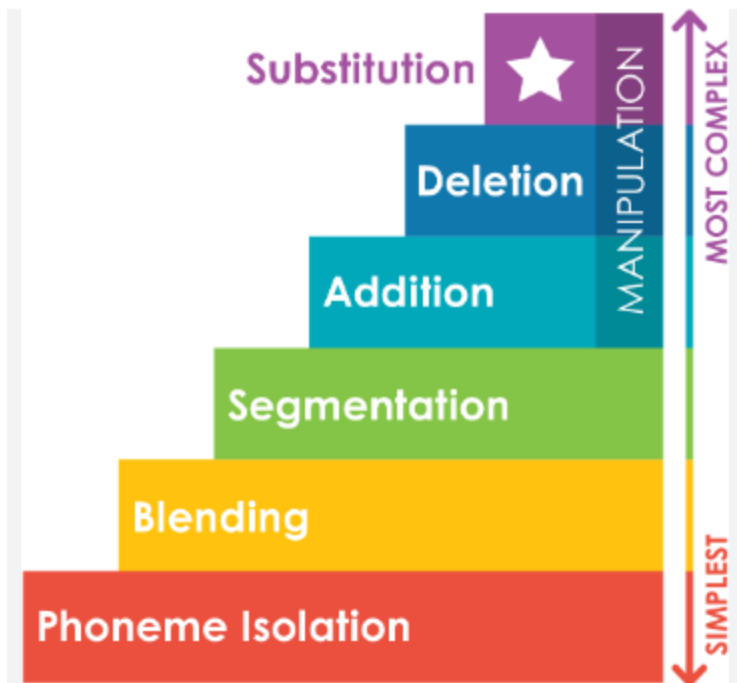 Substitution
Deletion
Addition
Segmentation
Blending
Phoneme Isolation
MANIPULATION
MOST COMPLEX
SIMPLEST